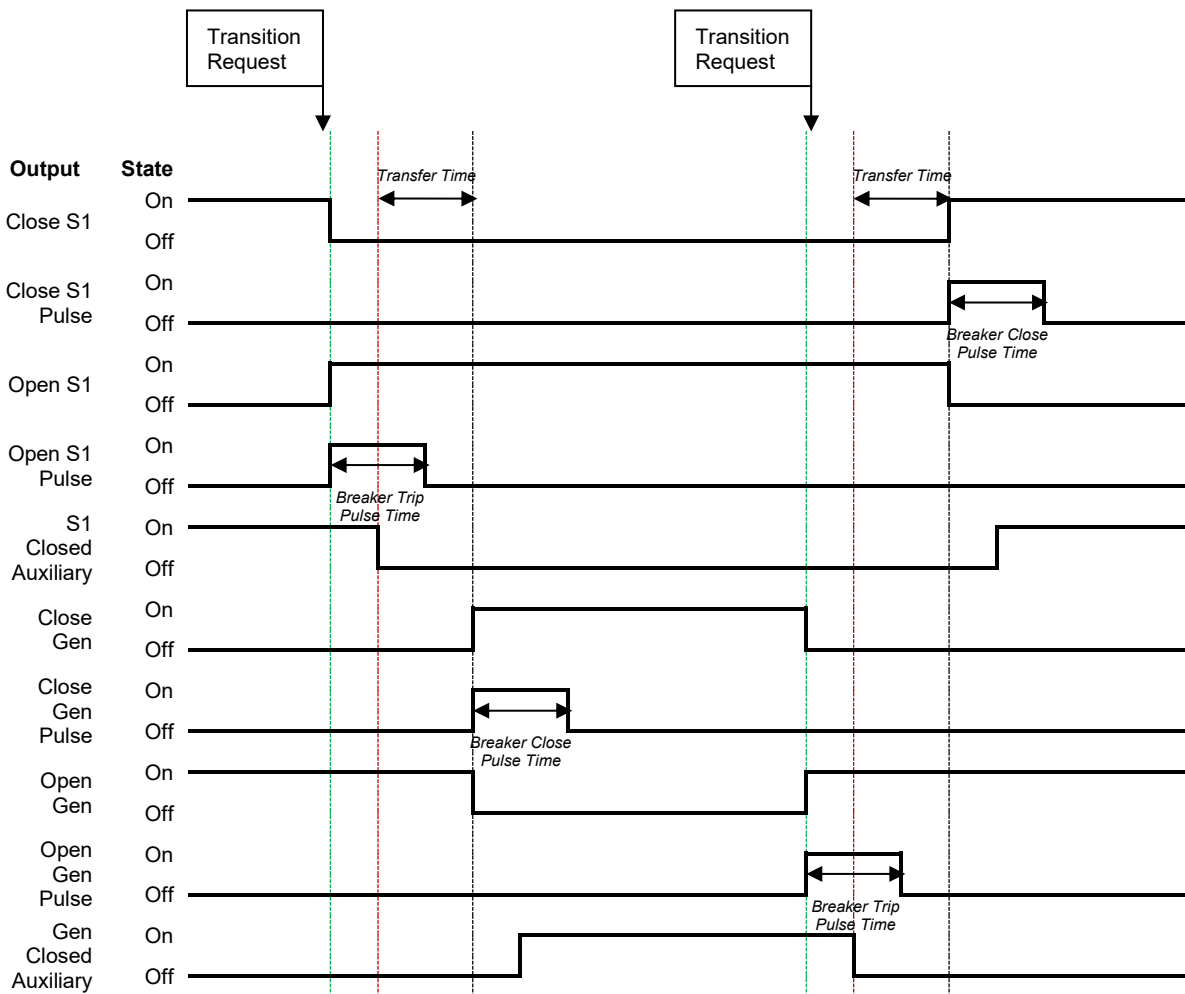 Transition
Request
Transition
Request
Output State
Transfer Time Transfer Time
On
Close S1
Off
On
Close S1
Pulse
Off
Breaker Close
Pulse Time
On
Open S1
Off
On
Open S1
Pulse
Off
Breaker Trip
Pulse Time
S1
Closed
Auxiliary
On
Off
Close
Gen
On
Off
Close
Gen
Pulse
On
Off
Breaker Close
Pulse Time
Open
Gen
On
Off
Open
Gen
Pulse
On
Off
Breaker Trip
Pulse Time
Gen
Closed
Auxiliary
On
Off